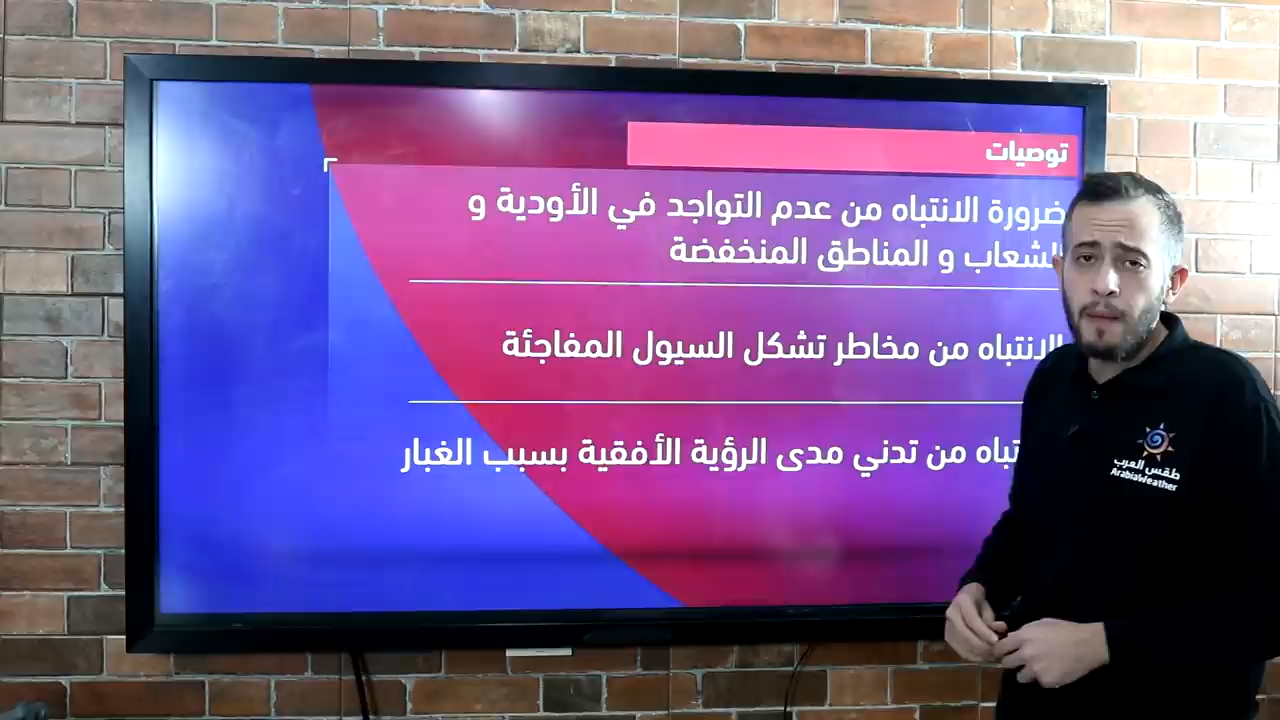 توصيات
ضرورة الانتباه من عدم التواجد في الأودية و
الشعاب و المناطق المنخفضة
الانتباه من مخاطر تشكل السيول المفاجئة
من تدني مدى الرؤية الأفقية بسبب الغبار
طقس العرب
ArabiaWeather